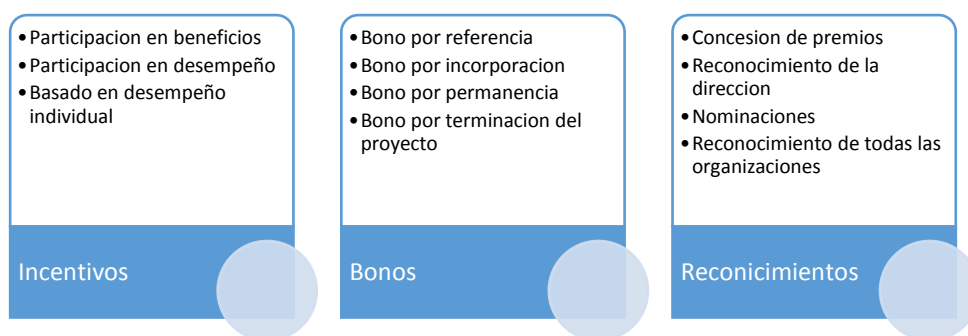 •Participacion en beneficios
•Participacion en desempeño
•Basado en desempeño
individual
Incentivos
•Bono por referencia
•Bono por incorporacion
•Bono por permanencia
•Bono por terminacion del
proyecto
Bonos
•Concesion de premios
•Reconocimiento de la
direccion
•Nominaciones
•Reconocimiento de todas las
organizaciones
Reconicimientos